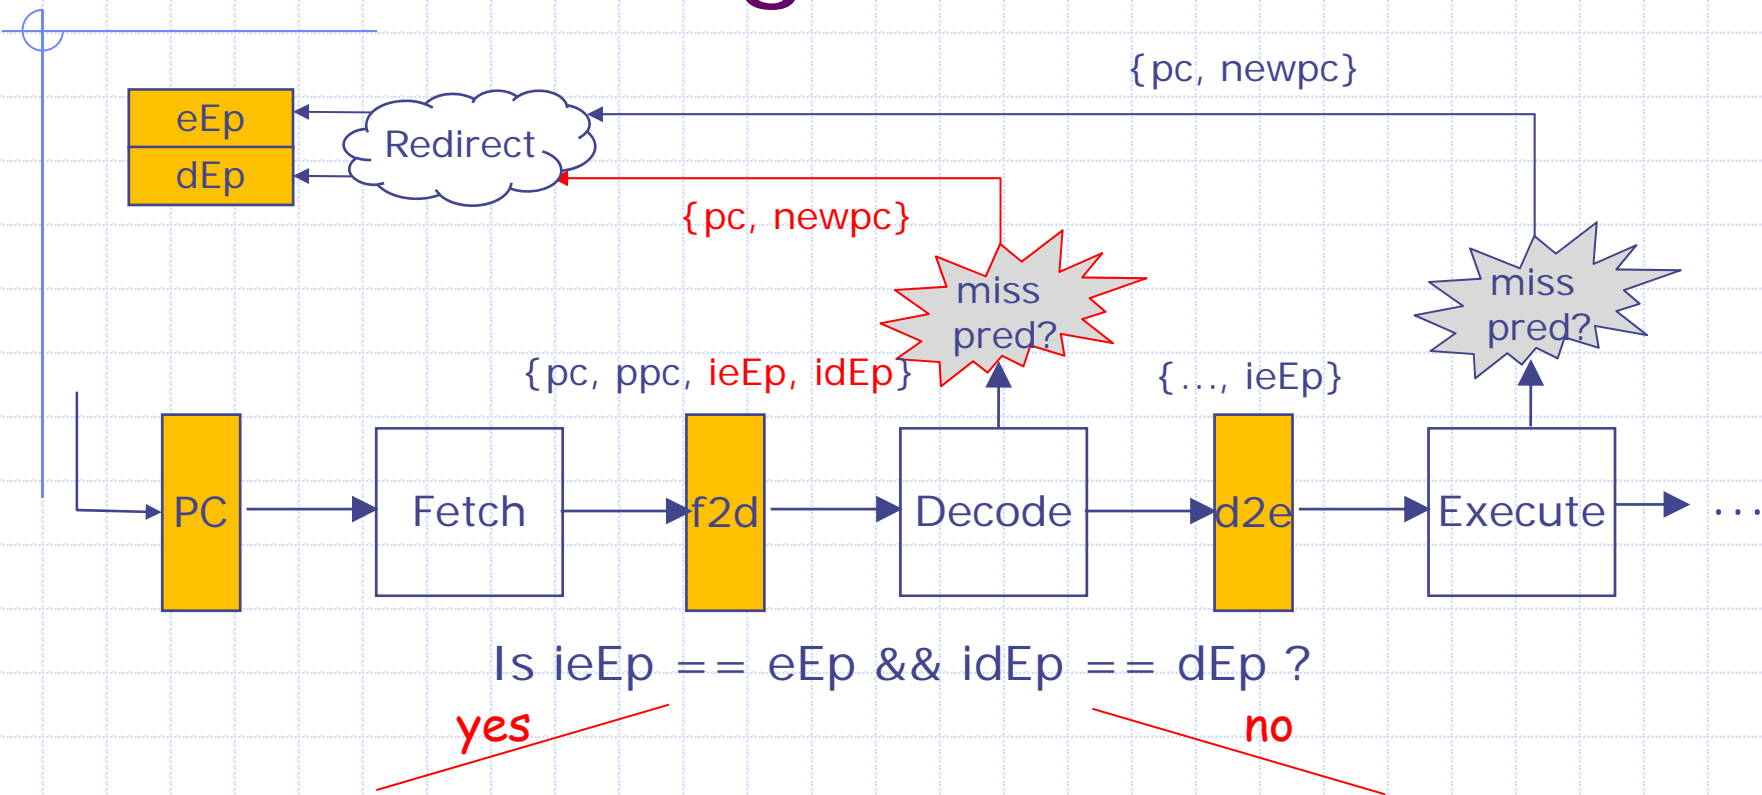 {pc, newpc}
eEp
Redirect
dEp
{pc, newpc}
miss
pred?
miss
pred?
{pc, ppc, ieEp, idEp}
{..., ieEp}
PC
Fetch
f2d
Decode
d2e
Execute
...
Is ieEp == eEp && idEp == dEp ?
yes
no